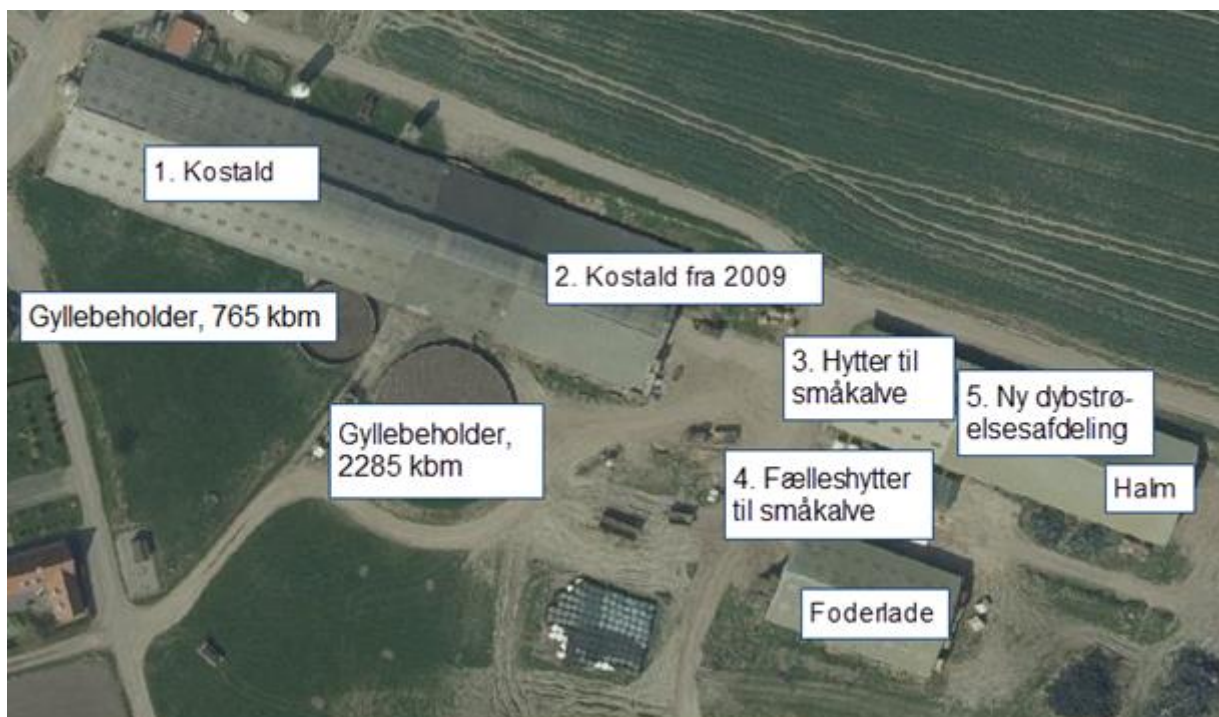 1. Kostald
2. Kostald fra 2009
Gyllebeholder, 765 kbm
3. Hytter til
småkalve
5. Ny dybstrø-
elsesafdeling
Gyllebeholder,
2285 kbm
4. Fælleshytter
til småkalve
Halm
Foderlade